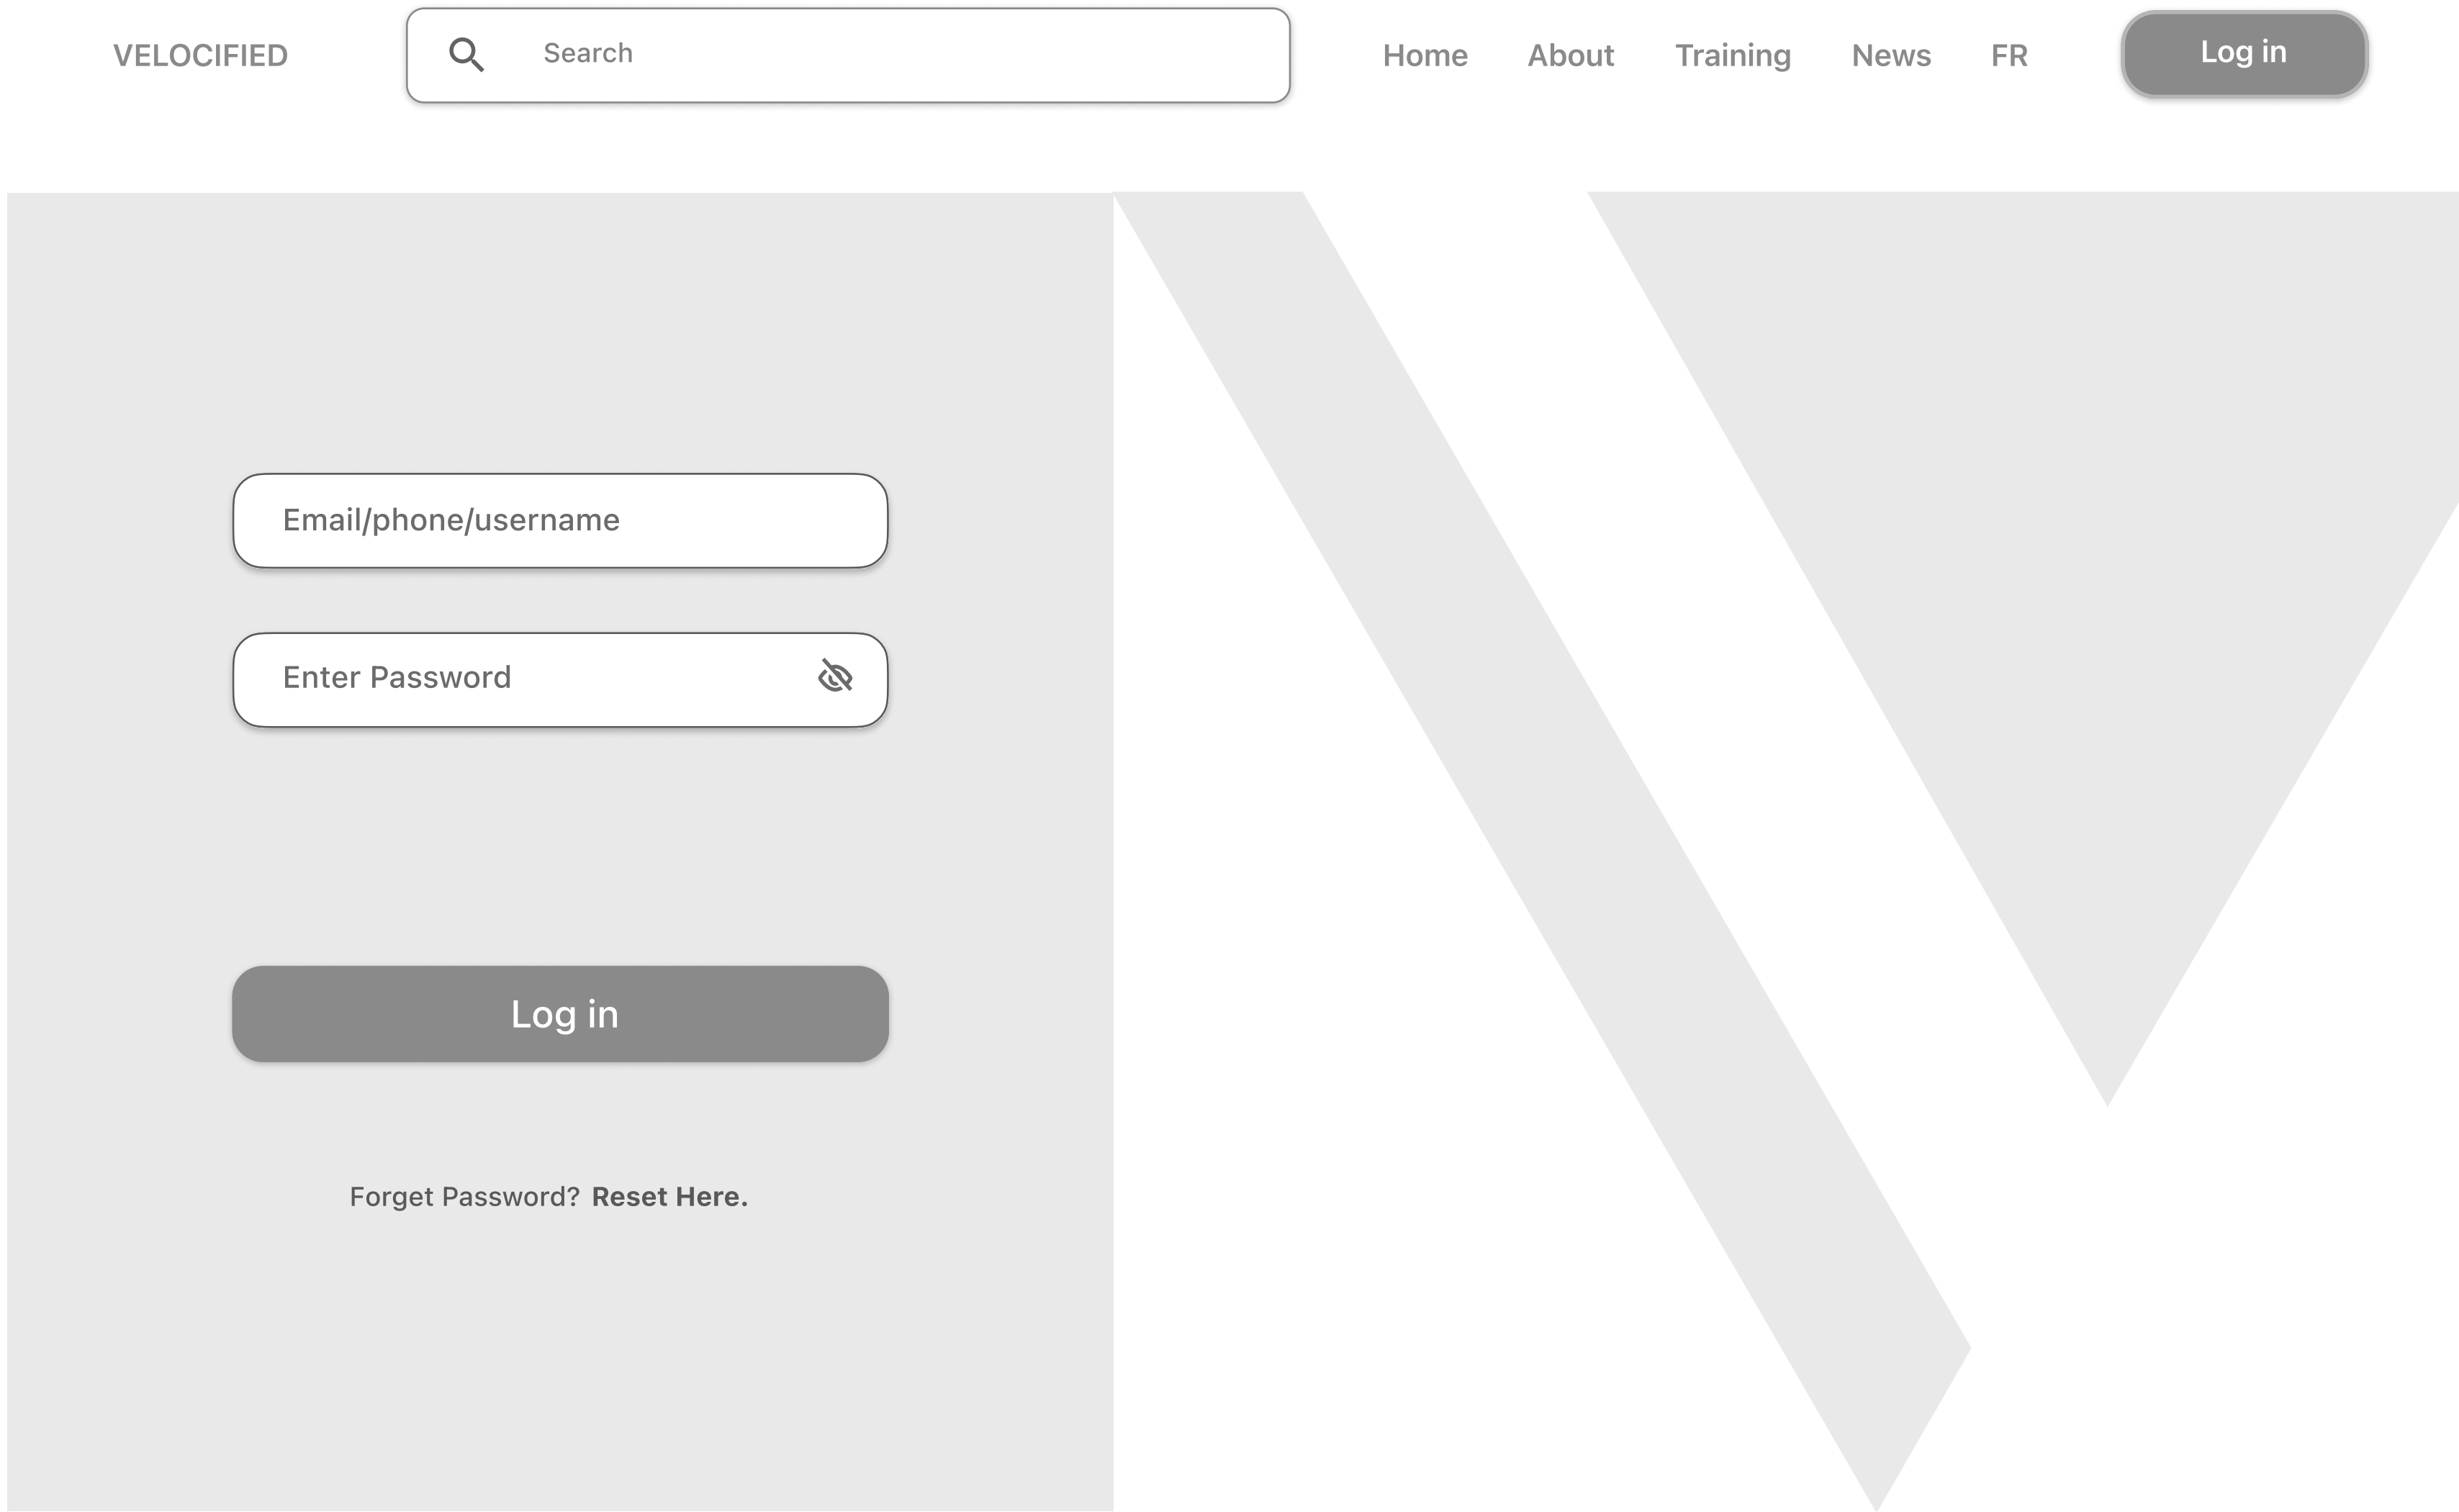 VELOCIFIED
Search
Home About Training News FR Log in
Email/phone/username
Enter Password
Log in
Forget Password? Reset Here.